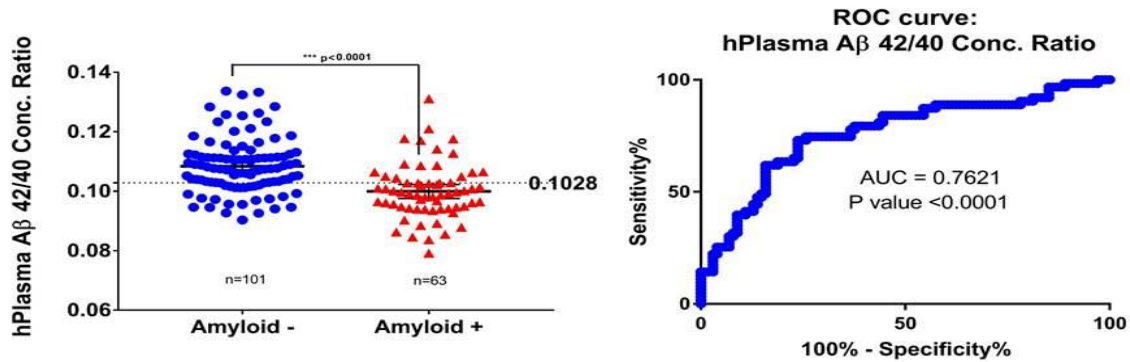 hPlasma Aβ 42/40 Conc. Ratio
*** p<0.0001
0.14
0.12
0.10
0.08
0.06
0.1028
n=101
n=63
Amyloid -
Amyloid +
ROC curve:
hPlasma Aβ 42/40 Conc. Ratio
Sensitivity%
100
50
0
AUC = 0.7621
P value <0.0001
0
50
100
100% - Specificity%